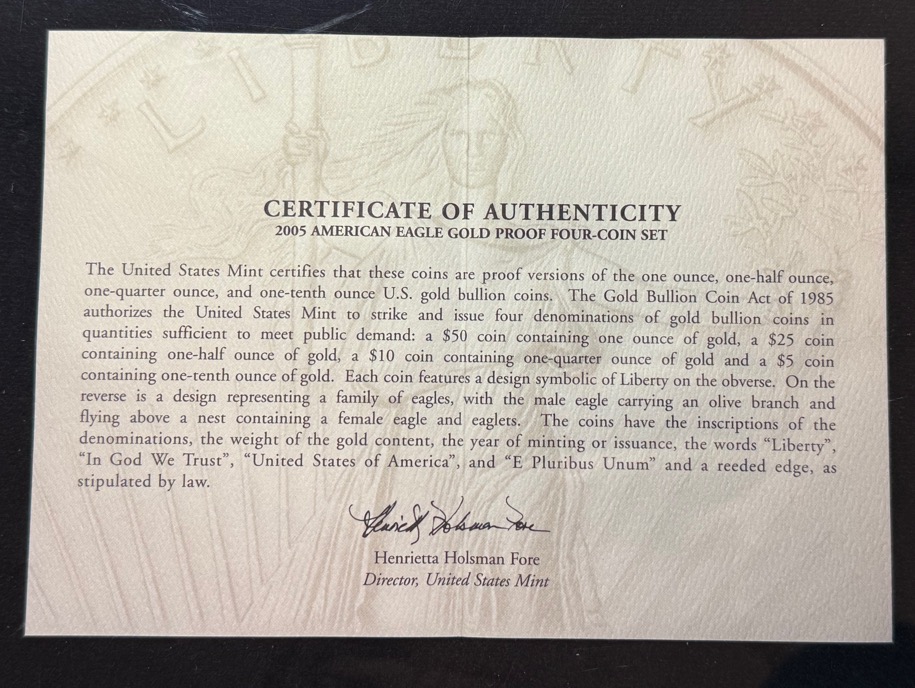 LIBERTY
CERTIFICATE OF AUTHENTICITY
2005 AMERICAN EAGLE GOLD PROOF FOUR-COIN SET
The United States Mint certifies that these coins are proof versions of the one ounce, one-half ounce,
one-quarter ounce, and one-tenth ounce U.S. gold bullion coins. The Gold Bullion Coin Act of 1985
authorizes the United States Mint to strike and issue four denominations of gold bullion coins in
quantities sufficient to meet public demand: a $50 coin containing one ounce of gold, a $25 coin
containing one-half ounce of gold, a $10 coin containing one-quarter ounce of gold and a $5 coin
containing one-tenth ounce of gold. Each coin features a design symbolic of Liberty on the obverse. On the
reverse is a design representing a family of eagles, with the male eagle carrying an olive branch and
flying above a nest containing a female eagle and eaglets. The coins have the inscriptions of the
denominations, the weight of the gold content, the year of minting or issuance, the words “Liberty”,
“In God We Trust”, “United States of America”, and “E Pluribus Unum” and a reeded edge, as
stipulated by law.
Henrietta Holsman Fore
Henrietta Holsman Fore
Director, United States Mint